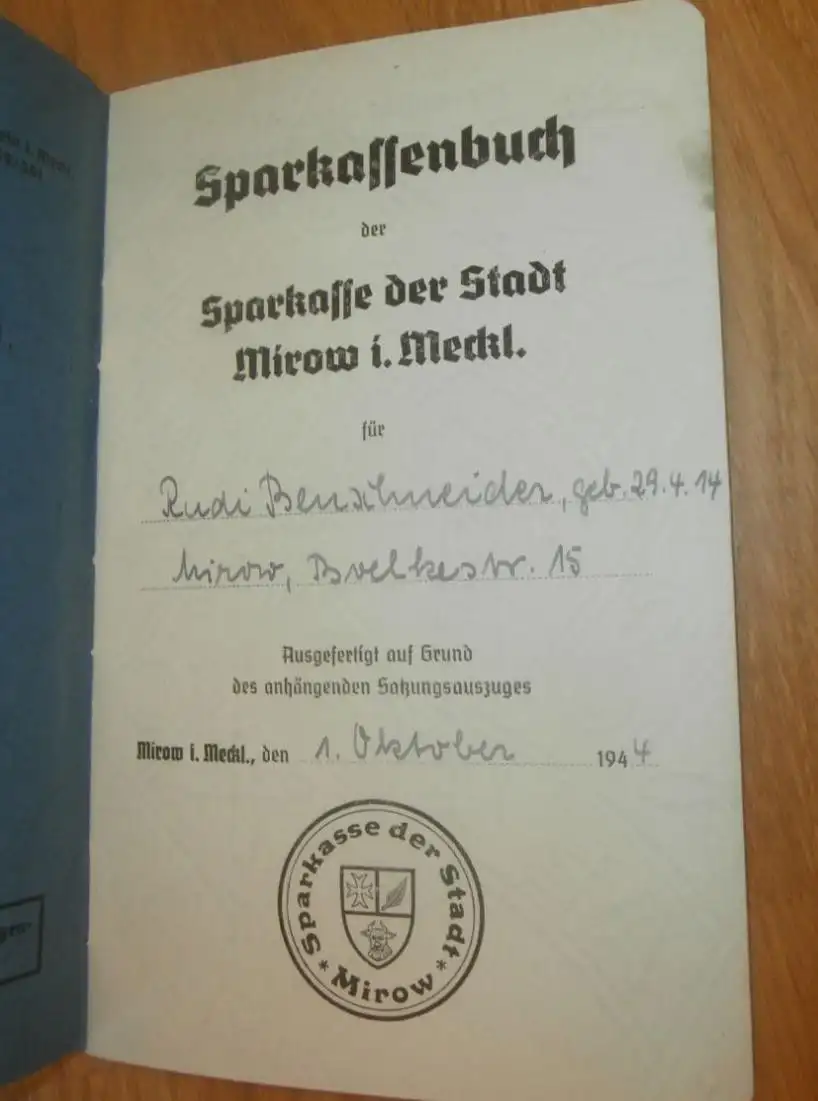 Sparkassenbuch
der
Sparkasse der Stadt
Mirow i. Meckl.
für
Rudi Benschneider, geb. 29.4.14
Mirow, Boelkestr. 15
Ausgefertigt auf Grund
des anhängenden Satzungsauszuges
Mirow i. Meckl., den 1. Oktober 1944
Sparkasse der Stadt
* Mirow *